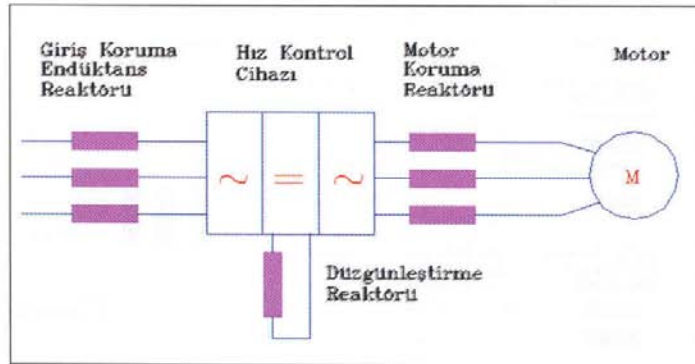 Giriş Koruma
Endüktans
Reaktörü
Hız Kontrol
Cihazı
Motor
Koruma
Reaktörü
Motor
~
=
~
M
Düzgünleştirme
Reaktörü